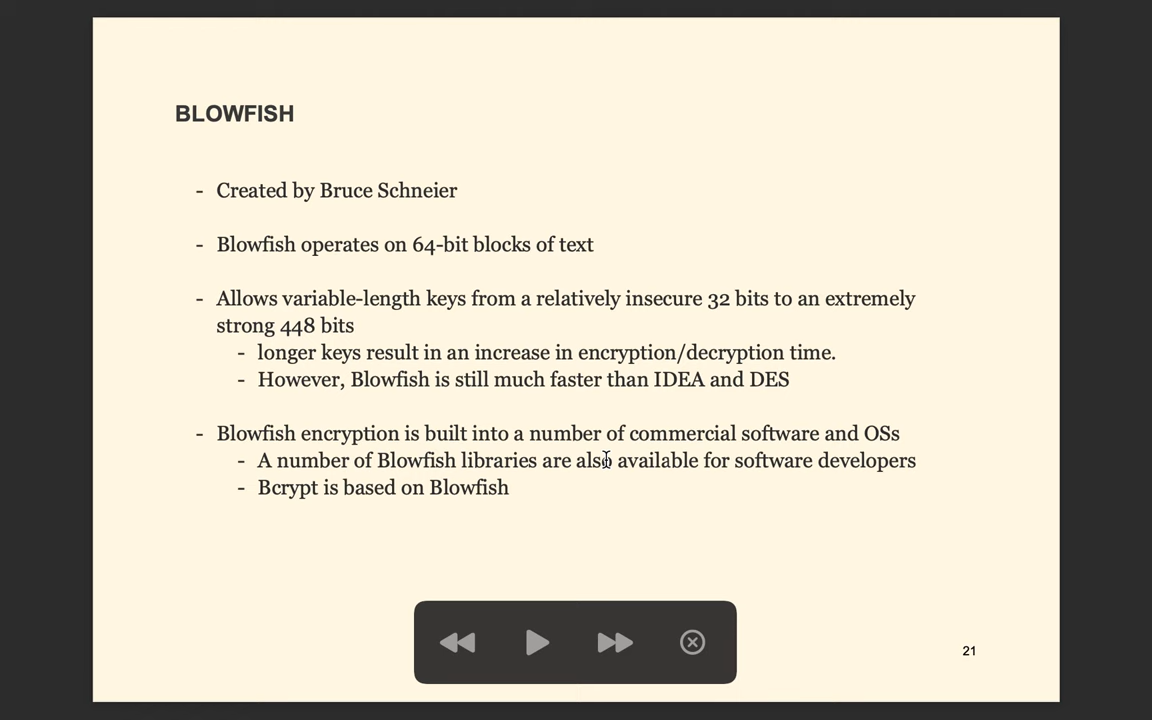 BLOWFISH
- Created by Bruce Schneier
- Blowfish operates on 64-bit blocks of text
- Allows variable-length keys from a relatively insecure 32 bits to an extremely
strong 448 bits
- longer keys result in an increase in encryption/decryption time.
- However, Blowfish is still much faster than IDEA and DES
- Blowfish encryption is built into a number of commercial software and OSs
- A number of Blowfish libraries are also available for software developers
- Bcrypt is based on Blowfish
21